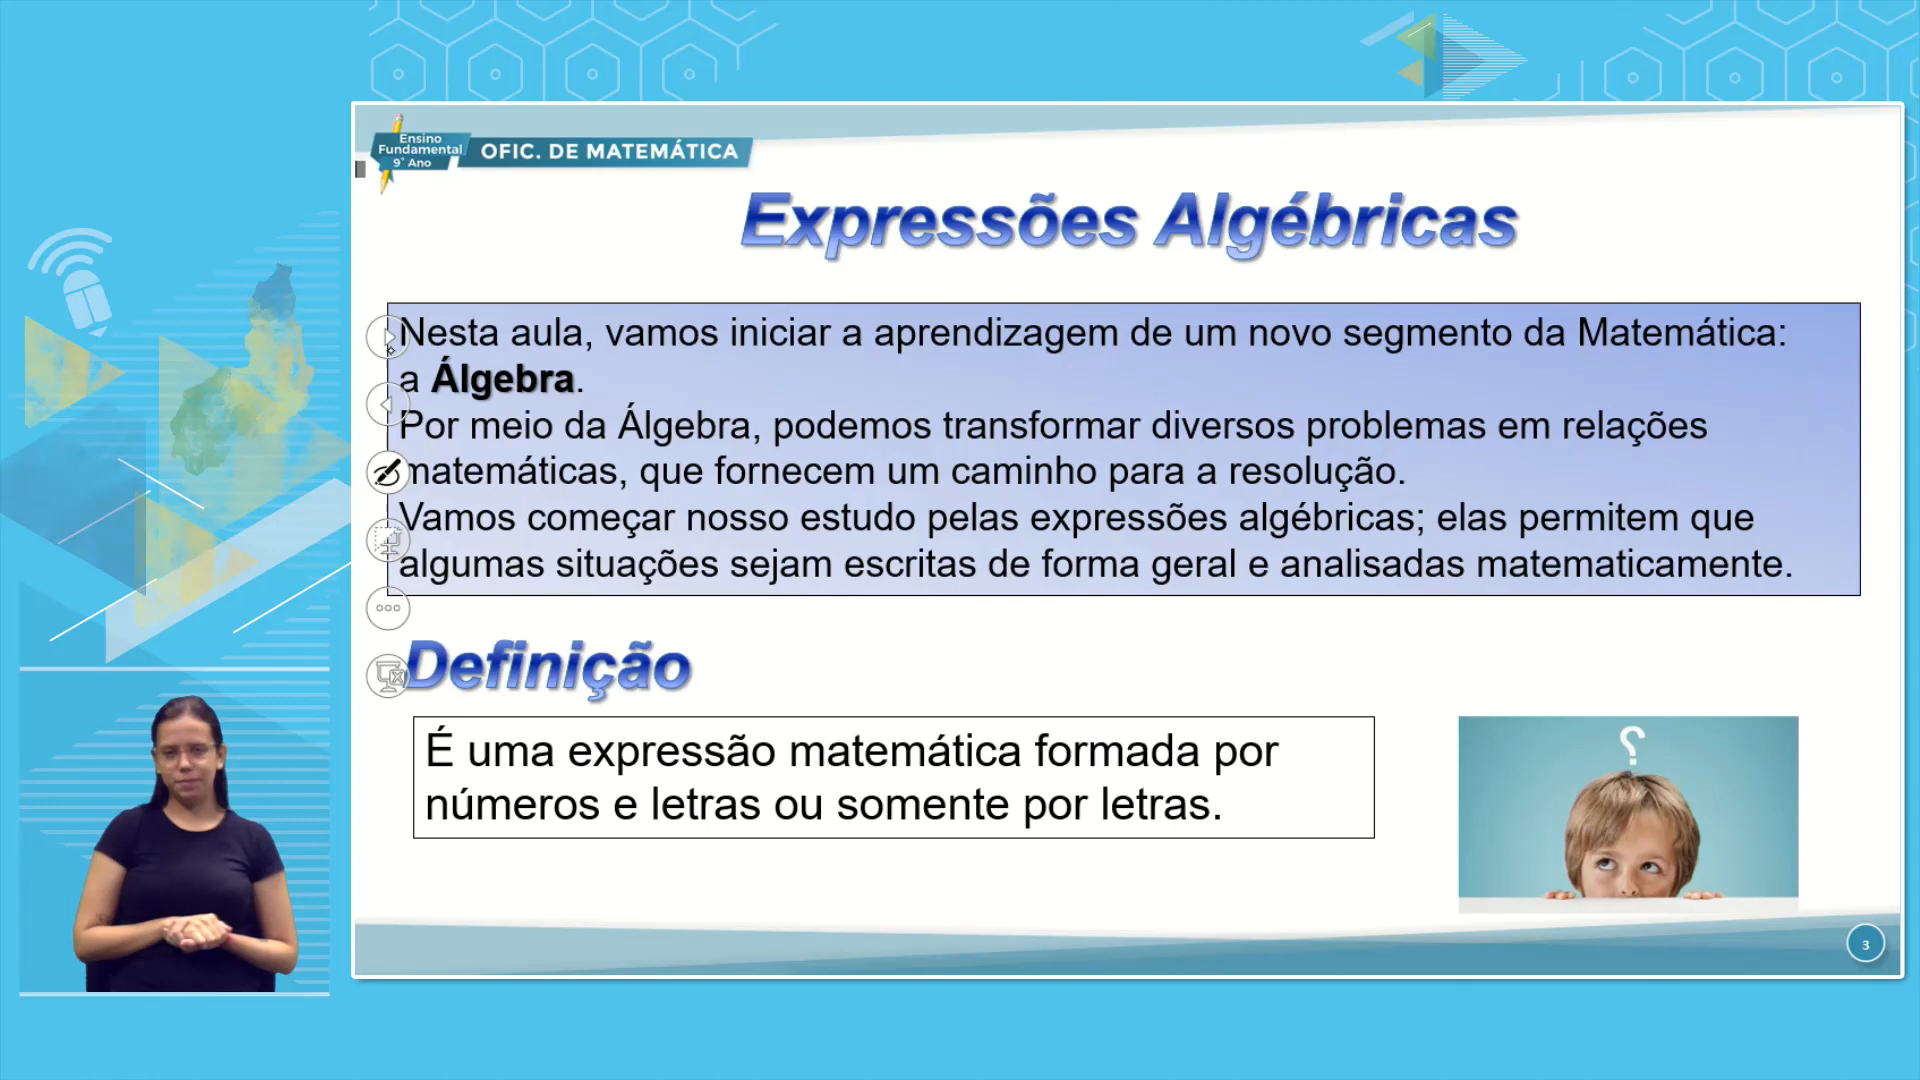 Ensino
Fundamental
9° Ano
OFIC. DE MATEMÁTICA
Expressões Algébricas
Nesta aula, vamos iniciar a aprendizagem de um novo segmento da Matemática:
a Álgebra.
Por meio da Álgebra, podemos transformar diversos problemas em relações
matemáticas, que fornecem um caminho para a resolução.
Vamos começar nosso estudo pelas expressões algébricas; elas permitem que
algumas situações sejam escritas de forma geral e analisadas matematicamente.
Definição
É uma expressão matemática formada por
números e letras ou somente por letras.
?
3